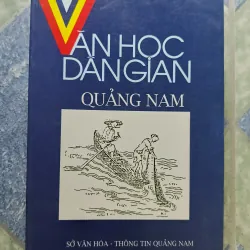 VĂN HỌC
DÂN GIAN
QUẢNG NAM
SỞ VĂN HÓA - THÔNG TIN QUẢNG NAM